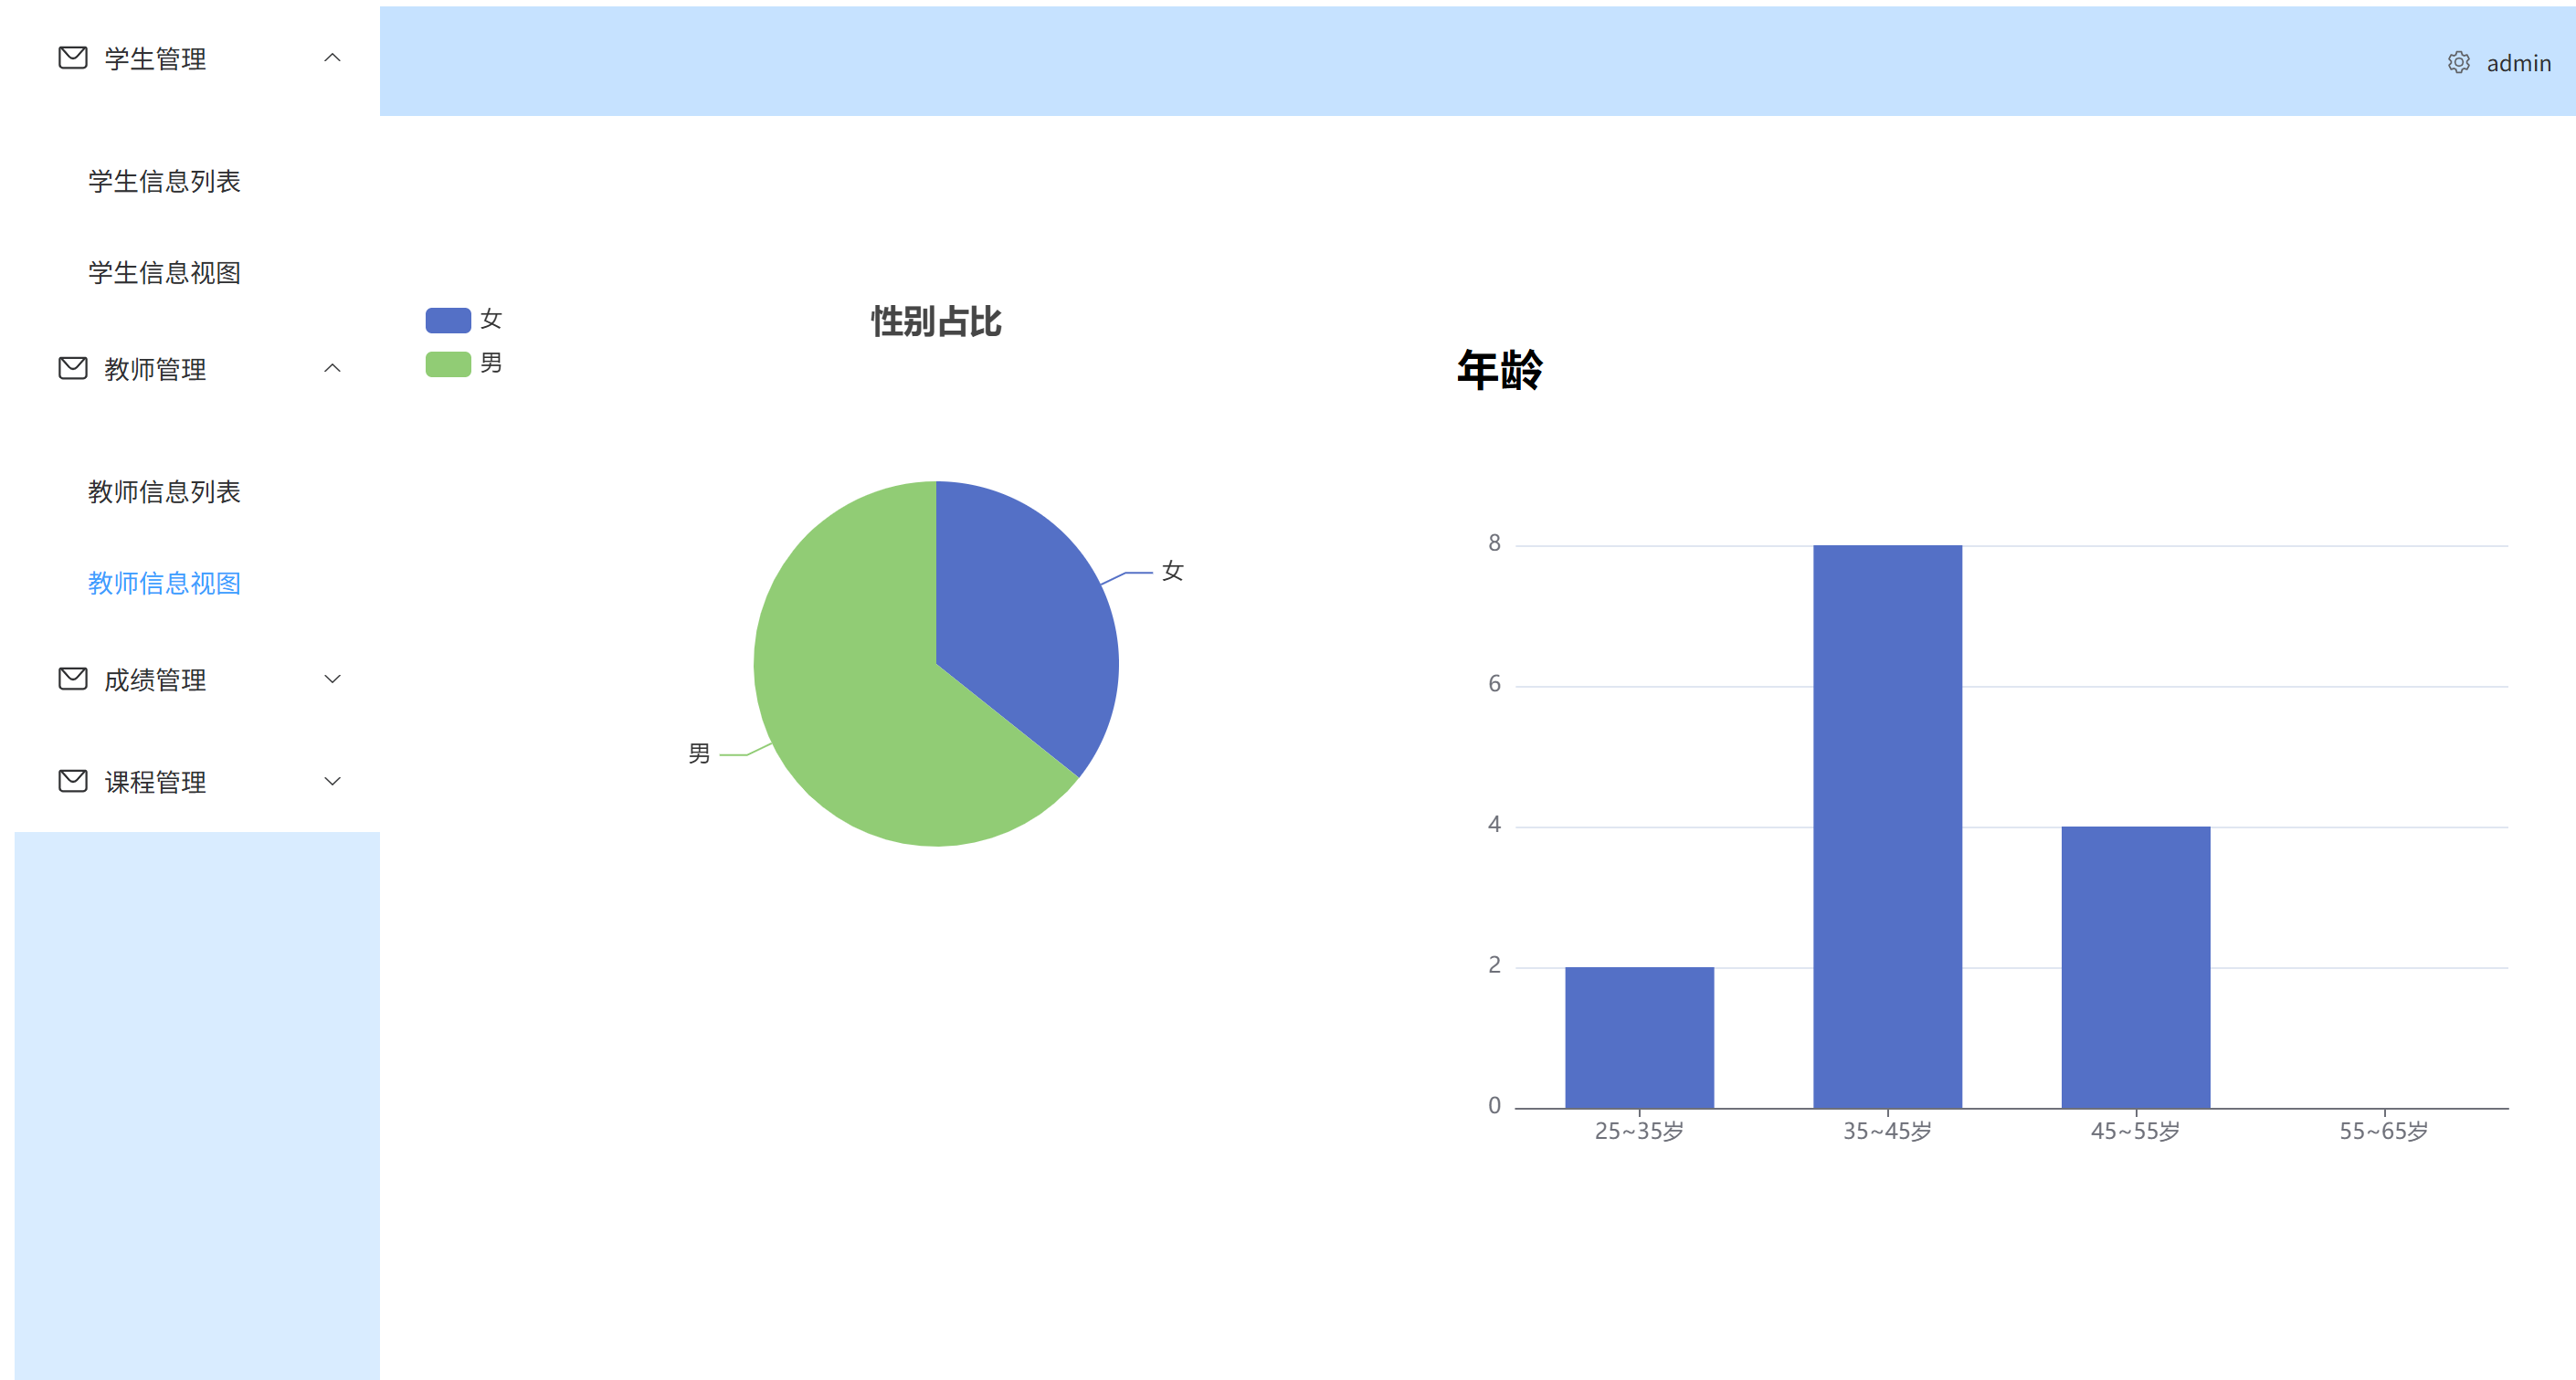 学生管理
学生信息列表
学生信息视图
教师管理
教师信息列表
教师信息视图
成绩管理
课程管理
admin
女
男
性别占比
女
男
年龄
8
6
4
2
0
25~35岁
35~45岁
45~55岁
55~65岁